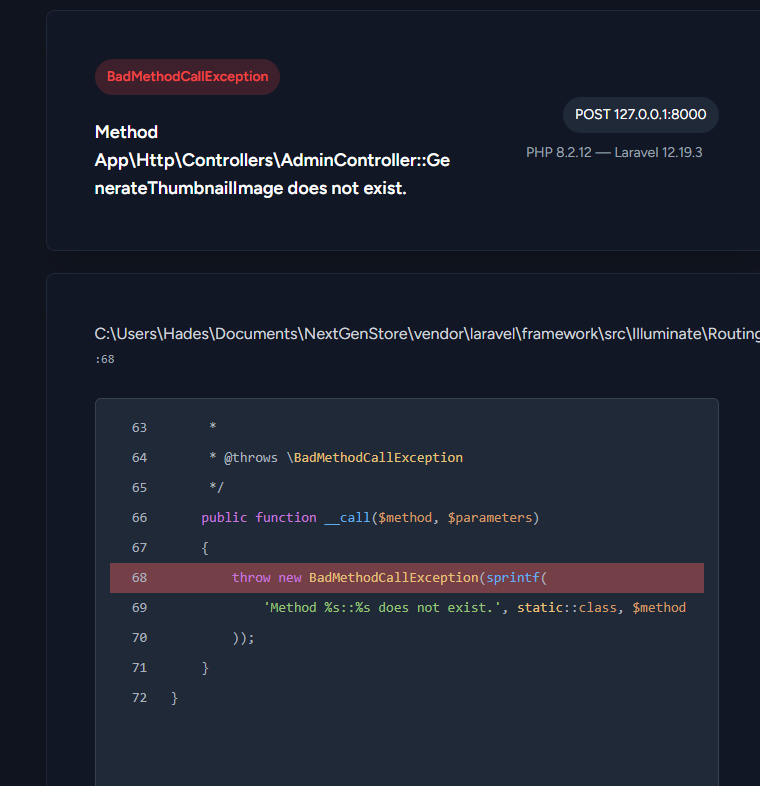 BadMethodCallException
Method
App\Http\Controllers\AdminController::Ge
nerateThumbnailImage does not exist.
POST 127.0.0.1:8000
PHP 8.2.12 — Laravel 12.19.3
C:\Users\Hades\Documents\NextGenStore\vendor\laravel\framework\src\Illuminate\Routing
:68
63 *
64 * @throws \BadMethodCallException
65 */
66 public function __call($method, $parameters)
67 {
68 throw new BadMethodCallException(sprintf(
69 'Method %s::%s does not exist.', static::class, $method
70 ));
71 }
72 }